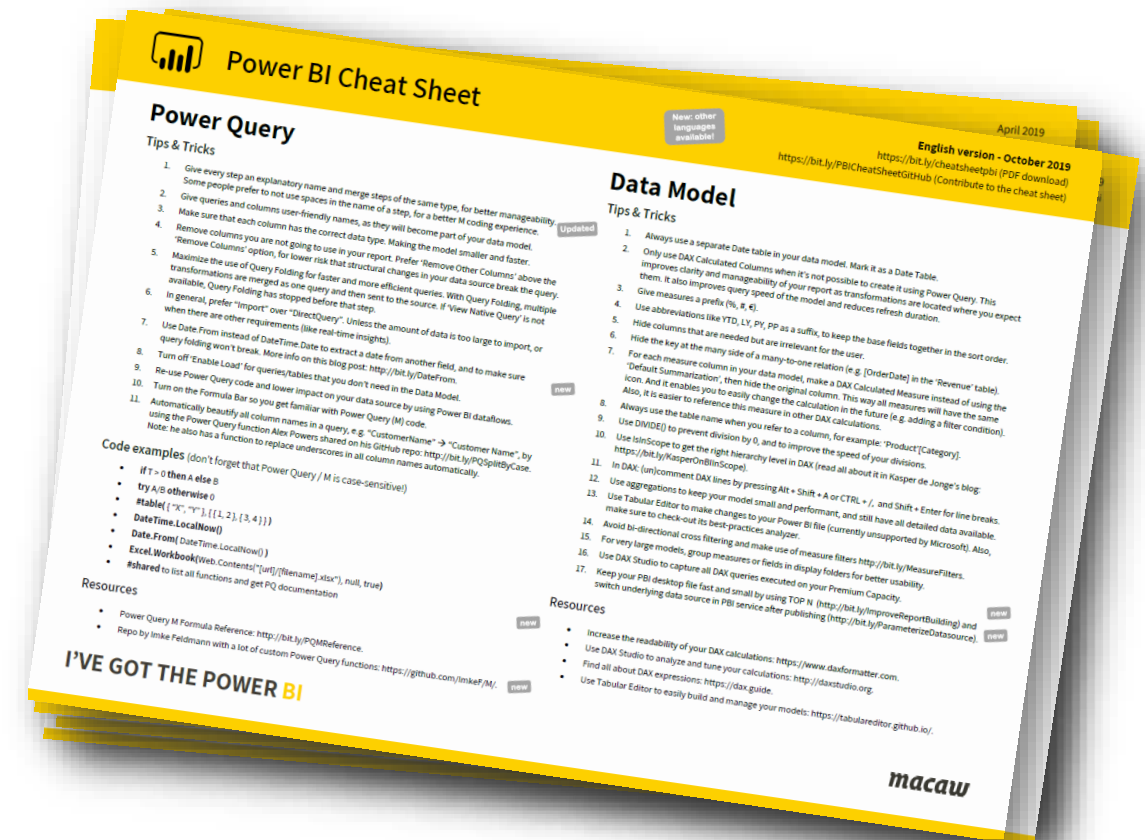 Power BI Cheat Sheet
New: other
languages
available!
April 2019
English version - October 2019
https://bit.ly/cheatsheetpbi (PDF download)
https://bit.ly/PBICheatSheetGitHub (Contribute to the cheat sheet)
Power Query
Tips & Tricks
1. Give every step an explanatory name and merge steps of the same type, for better manageability.
Some people prefer to not use spaces in the name of a step, for a better M coding experience.
Updated
2. Give queries and columns user-friendly names, as they will become part of your data model.
3. Make sure that each column has the correct data type. Making the model smaller and faster.
4. Remove columns you are not going to use in your report. Prefer 'Remove Other Columns' above the
'Remove Columns' option, for lower risk that structural changes in your data source break the query.
5. Maximize the use of Query Folding for faster and more efficient queries. With Query Folding, multiple
transformations are merged as one query and then sent to the source. If 'View Native Query' is not
available, Query Folding has stopped before that step.
6. In general, prefer "Import" over "DirectQuery". Unless the amount of data is too large to import, or
when there are other requirements (like real-time insights).
7. Use Date.From instead of DateTime.Date to extract a date from another field, and to make sure
query folding won't break. More info on this blog post: http://bit.ly/DateFrom.
new
8. Turn off 'Enable Load' for queries/tables that you don't need in the Data Model.
9. Re-use Power Query code and lower impact on your data source by using Power BI dataflows.
10. Turn on the Formula Bar so you get familiar with Power Query (M) code.
11. Automatically beautify all column names in a query, e.g. "CustomerName" → "Customer Name", by
using the Power Query function Alex Powers shared on his GitHub repo: http://bit.ly/PQSplitByCase.
Note: he also has a function to replace underscores in all column names automatically.
Code examples (don't forget that Power Query / M is case-sensitive!)
• if T > 0 then A else B
• try A/B otherwise 0
• #table( { "X", "Y" }, { { 1, 2 }, { 3, 4 } } )
• DateTime.LocalNow()
• Date.From( DateTime.LocalNow() )
• Excel.Workbook(Web.Contents("[url]/[filename].xlsx"), null, true)
• #shared to list all functions and get PQ documentation
Resources
new
• Power Query M Formula Reference: http://bit.ly/PQMReference.
• Repo by Imke Feldmann with a lot of custom Power Query functions: https://github.com/ImkeF/M/.
new
I'VE GOT THE POWER BI
Data Model
Tips & Tricks
1. Always use a separate Date table in your data model. Mark it as a Date Table.
2. Only use DAX Calculated Columns when it's not possible to create it using Power Query. This
improves clarity and manageability of your report as transformations are located where you expect
them. It also improves query speed of the model and reduces refresh duration.
3. Give measures a prefix (%, #, €).
4. Use abbreviations like YTD, LY, PY, PP as a suffix, to keep the base fields together in the sort order.
5. Hide columns that are needed but are irrelevant for the user.
6. Hide the key at the many side of a many-to-one relation (e.g. [OrderDate] in the 'Revenue' table).
7. For each measure column in your data model, make a DAX Calculated Measure instead of using the
'Default Summarization', then hide the original column. This way all measures will have the same
icon. And it enables you to easily change the calculation in the future (e.g. adding a filter condition).
Also, it is easier to reference this measure in other DAX calculations.
8. Always use the table name when you refer to a column, for example: 'Product'[Category].
9. Use DIVIDE() to prevent division by 0, and to improve the speed of your divisions.
10. Use IsInScope to get the right hierarchy level in DAX (read all about it in Kasper de Jonge's blog:
https://bit.ly/KasperOnBIInScope).
11. In DAX: (un)comment DAX lines by pressing Alt + Shift + A or CTRL + /, and Shift + Enter for line breaks.
12. Use aggregations to keep your model small and performant, and still have all detailed data available.
13. Use Tabular Editor to make changes to your Power BI file (currently unsupported by Microsoft). Also,
make sure to check-out its best-practices analyzer.
14. Avoid bi-directional cross filtering and make use of measure filters http://bit.ly/MeasureFilters.
15. For very large models, group measures or fields in display folders for better usability.
16. Use DAX Studio to capture all DAX queries executed on your Premium Capacity.
17. Keep your PBI desktop file fast and small by using TOP N (http://bit.ly/ImproveReportBuilding) and
switch underlying data source in PBI service after publishing (http://bit.ly/ParameterizeDatasource).
new
new
Resources
• Increase the readability of your DAX calculations: https://www.daxformatter.com.
• Use DAX Studio to analyze and tune your calculations: http://daxstudio.org.
• Find all about DAX expressions: https://dax.guide.
• Use Tabular Editor to easily build and manage your models: https://tabulareditor.github.io/.
macaw